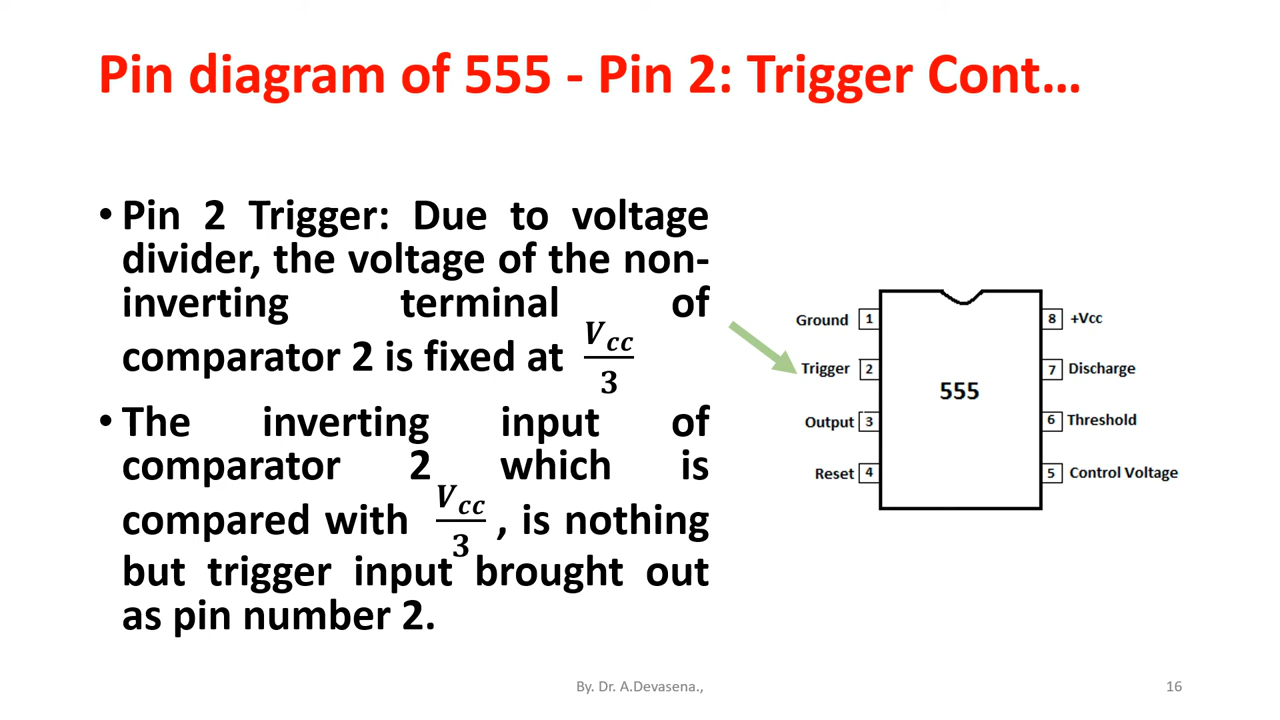 Pin diagram of 555 - Pin 2: Trigger Cont...
• Pin 2 Trigger: Due to voltage
divider, the voltage of the non-
inverting terminal of
comparator 2 is fixed at Vcc/3
• The inverting input of
comparator 2 which is
compared with Vcc/3 , is nothing
but trigger input brought out
as pin number 2.
Ground 1
Trigger 2
Output 3
Reset 4
555
8 +Vcc
7 Discharge
6 Threshold
5 Control Voltage
By. Dr. A.Devasena.,
16